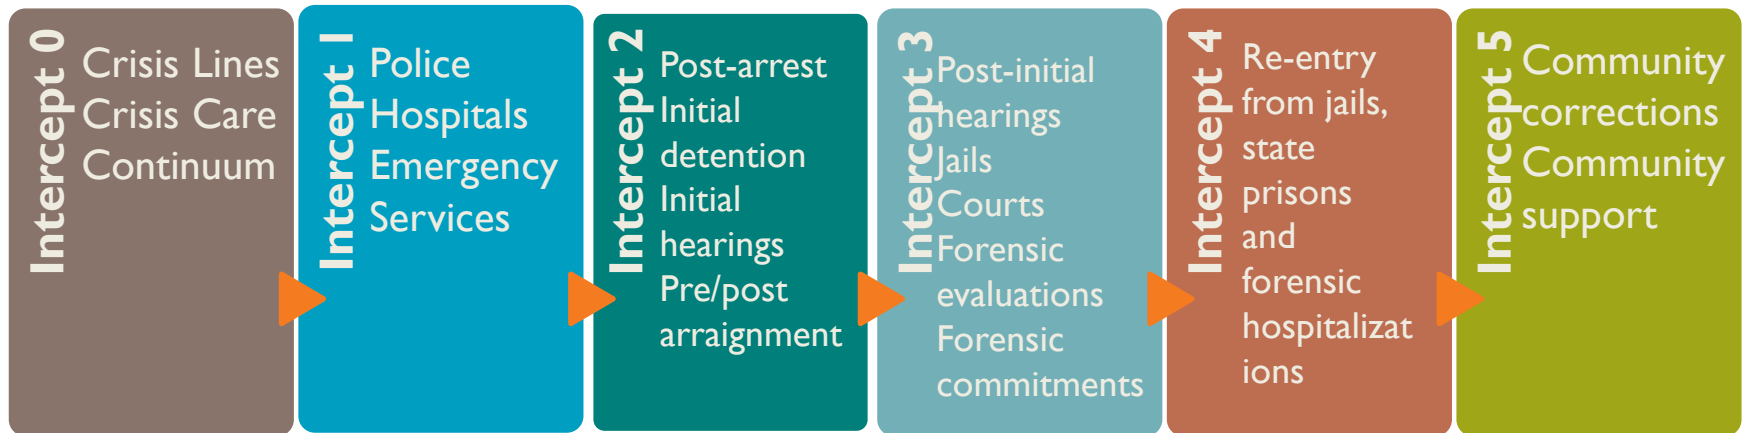 Intercept 0
Crisis Lines
Crisis Care
Continuum
Intercept I
Police
Hospitals
Emergency
Services
Intercept 2
Post-arrest
Initial
detention
Initial
hearings
Pre/post
arraignment
Intercept 3
Post-initial
hearings
Jails
Courts
Forensic
evaluations
Forensic
commitments
Intercept 4
Re-entry
from jails,
state
prisons
and
forensic
hospitalizat
ions
Intercept 5
Community
corrections
Community
support